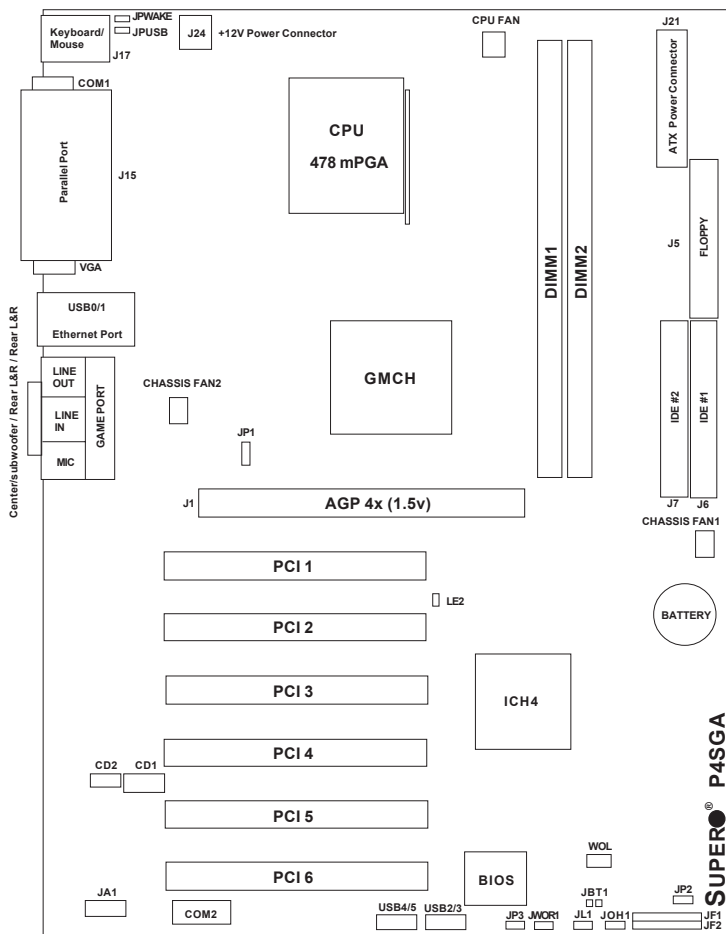 Keyboard/
Mouse
JPWAKE
JPUSB
J17
J24
+12V Power Connector
CPU FAN
J21
ATX Power Connector
COM1
Parallel Port
J15
CPU
478 mPGA
DIMM1
DIMM2
J5
FLOPPY
VGA
USB0/1
Ethernet Port
Center/subwoofer / Rear L&R / Rear L&R
LINE
OUT
LINE
IN
MIC
GAME PORT
CHASSIS FAN2
JP1
GMCH
IDE #2
IDE #1
J7
J6
J1
AGP 4x (1.5v)
CHASSIS FAN1
PCI 1
LE2
BATTERY
PCI 2
PCI 3
ICH4
PCI 4
CD2
CD1
PCI 5
PCI 6
SUPER® P4SGA
WOL
BIOS
JBT1
JP2
JA1
COM2
USB4/5
USB2/3
JP3
JWOR1
JL1
JOH1
JF1
JF2